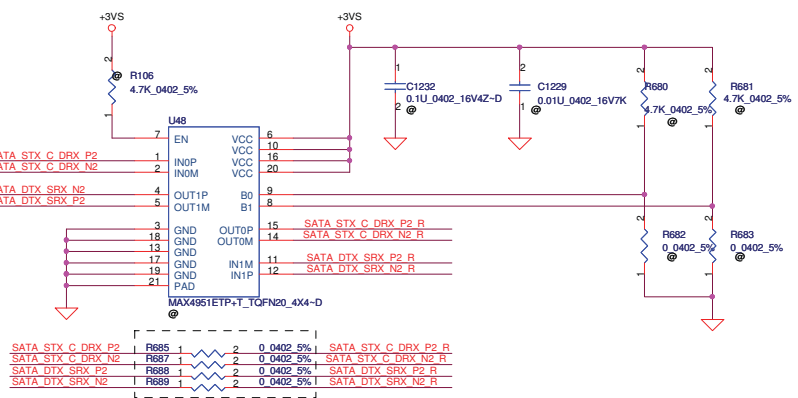 +3VS
+3VS
2
@
R106
4.7K_0402_5%
1
1
C1232
0.1U_0402_16V4Z~D
2
@
2
C1229
0.01U_0402_16V7K
1
@
2
R680
4.7K_0402_5%
1
@
2
R681
4.7K_0402_5%
1
@
U48
7 EN
VCC 6
VCC 10
VCC 16
VCC 20
ATA_STX_C_DRX_P2 1 IN0P
ATA_STX_C_DRX_N2 2 IN0M
ATA_DTX_SRX_N2 4 OUT1P
ATA_DTX_SRX_P2 5 OUT1M
B0 9
B1 8
3 GND
18 GND
13 GND
17 GND
19 GND
21 PAD
OUT0P 15 SATA_STX_C_DRX_P2_R
OUT0M 14 SATA_STX_C_DRX_N2_R
IN1M 11 SATA_DTX_SRX_P2_R
IN1P 12 SATA_DTX_SRX_N2_R
MAX4951ETP+T_TQFN20_4X4~D
@
2
R682
0_0402_5%
@
1
2
R683
0_0402_5%
@
1
SATA_STX_C_DRX_P2 R685 1 2 0_0402_5% SATA_STX_C_DRX_P2_R
SATA_STX_C_DRX_N2 R687 1 2 0_0402_5% SATA_STX_C_DRX_N2_R
SATA_DTX_SRX_P2 R688 1 2 0_0402_5% SATA_DTX_SRX_P2_R
SATA_DTX_SRX_N2 R689 1 2 0_0402_5% SATA_DTX_SRX_N2_R